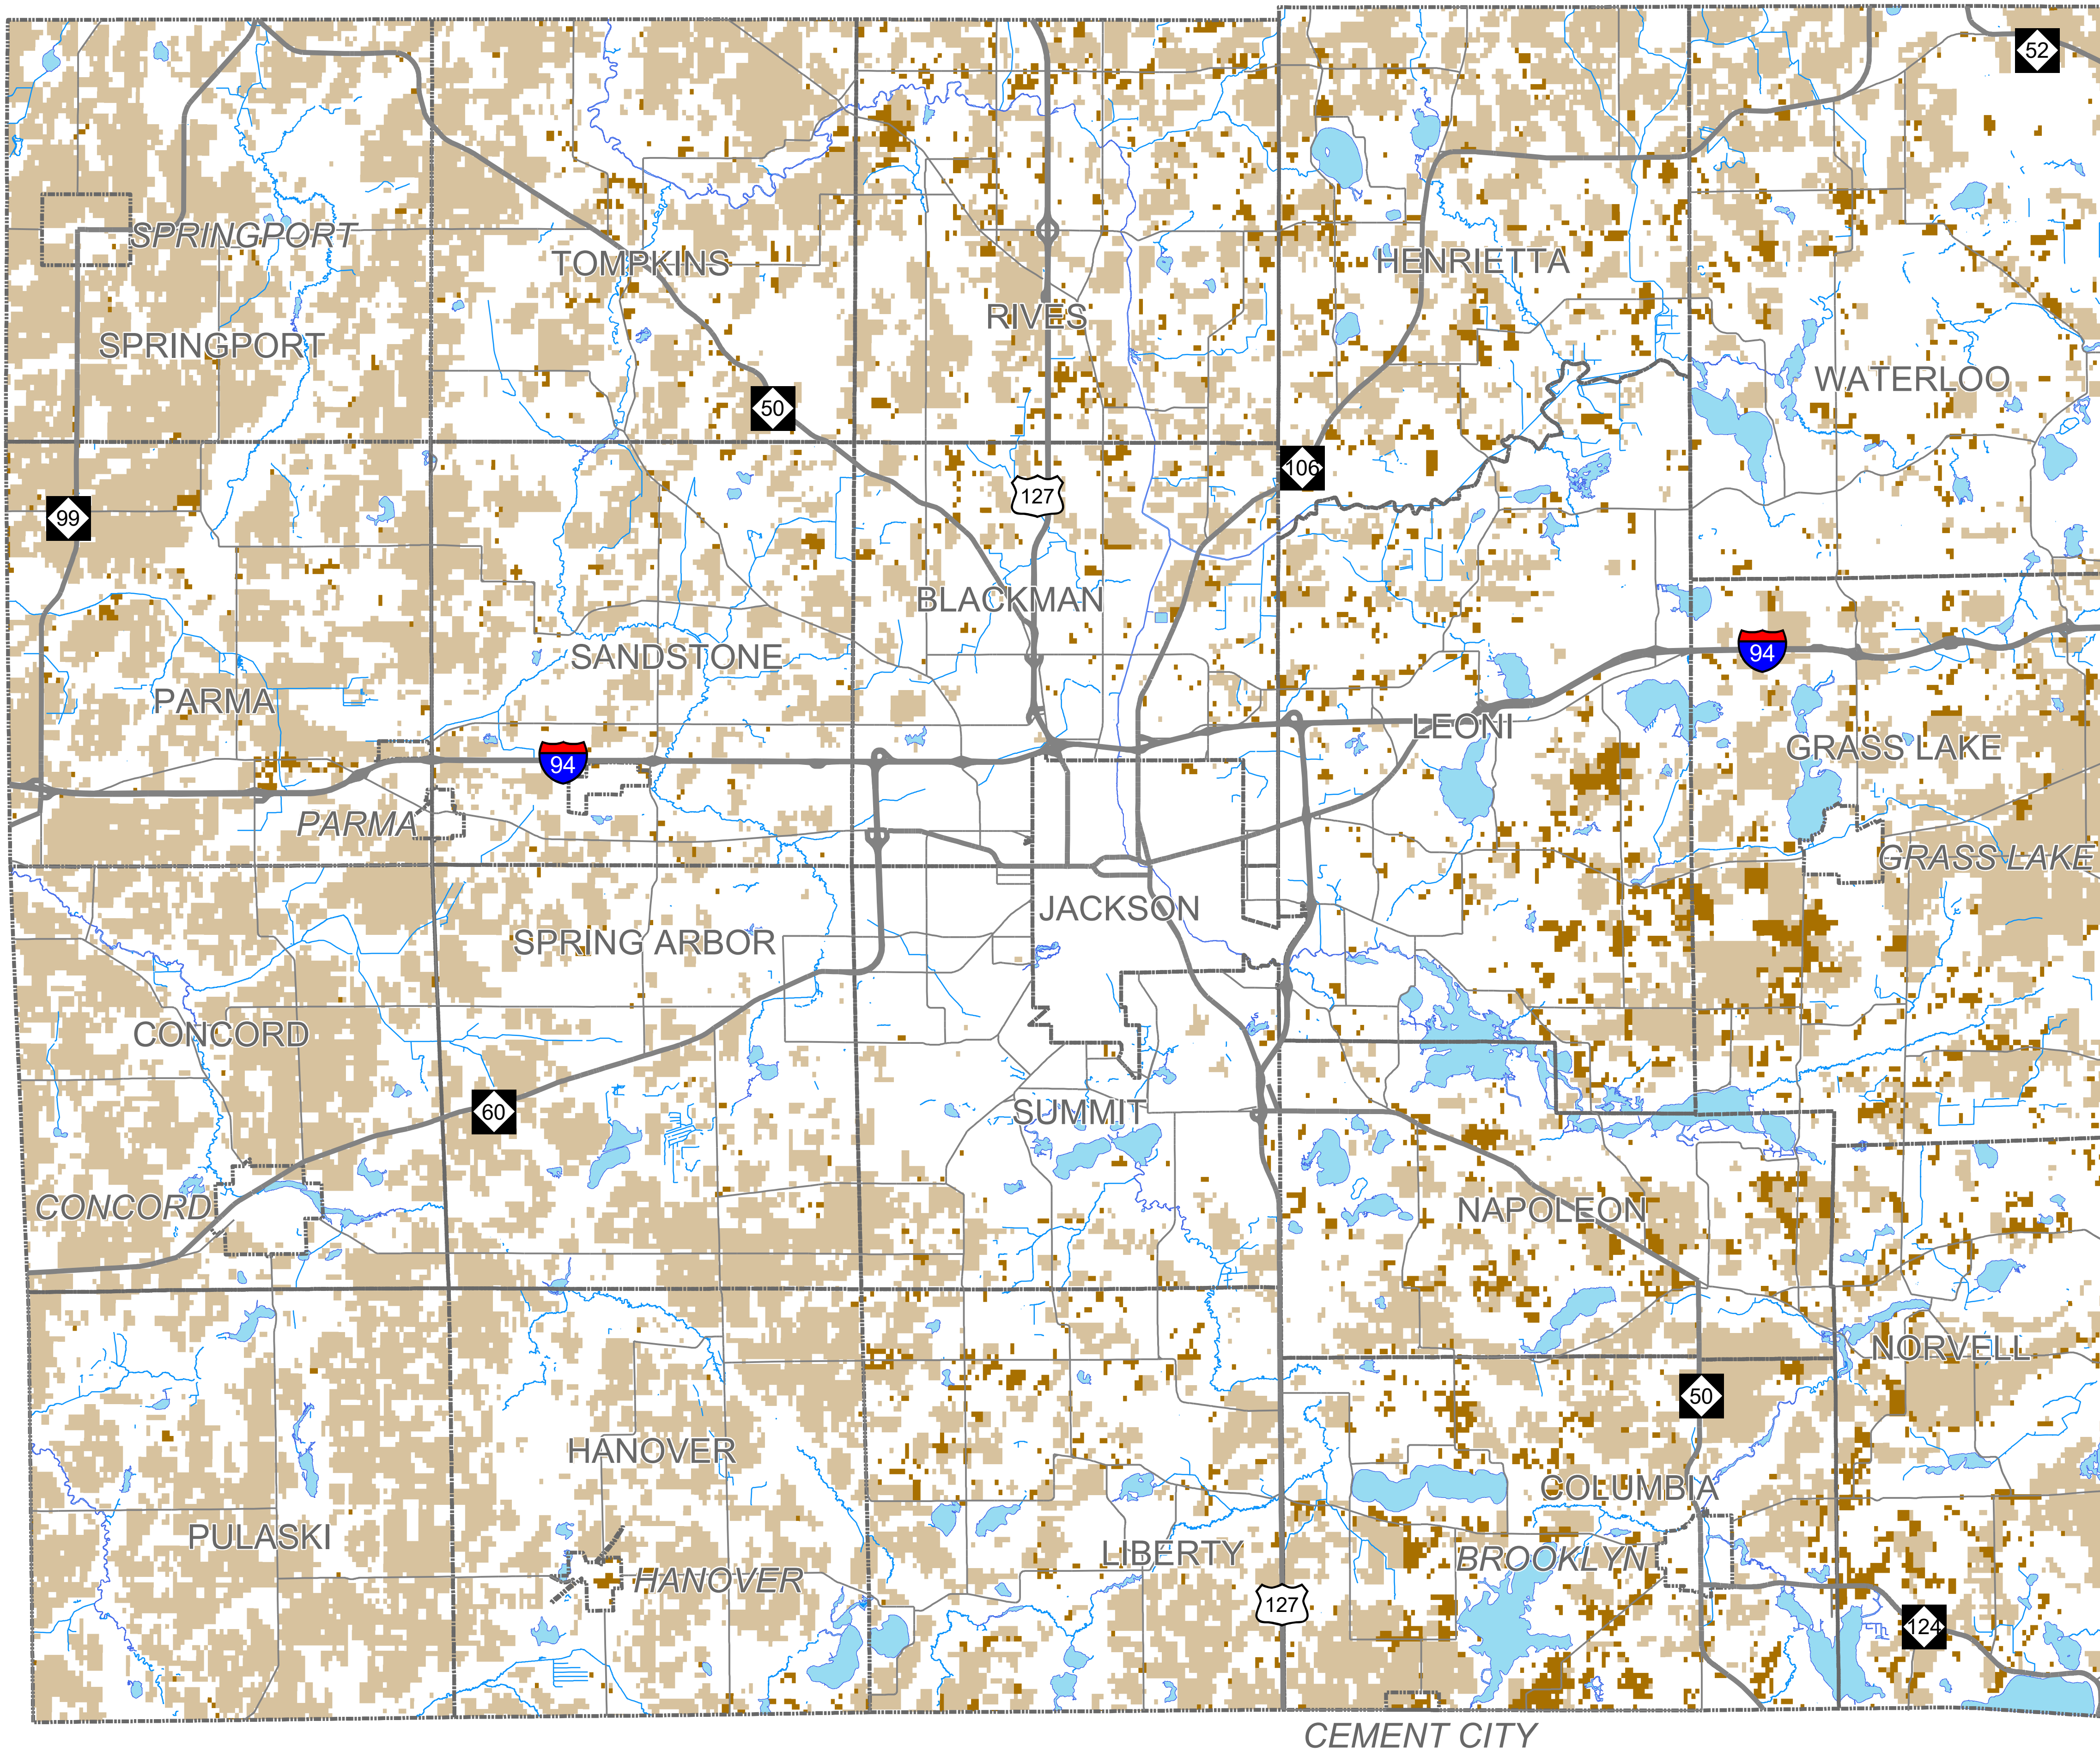 52
SPRINGPORT
TOMPKINS
HENRIETTA
RIVES
SPRINGPORT
WATERLOO
50
106
127
99
BLACKMAN
SANDSTONE
94
PARMA
LEONI
GRASS LAKE
94
PARMA
GRASS LAKE
JACKSON
SPRING ARBOR
CONCORD
60
SUMMIT
CONCORD
NAPOLEON
NORVELL
50
HANOVER
COLUMBIA
PULASKI
LIBERTY
BROOKLYN
HANOVER
127
124
CEMENT CITY